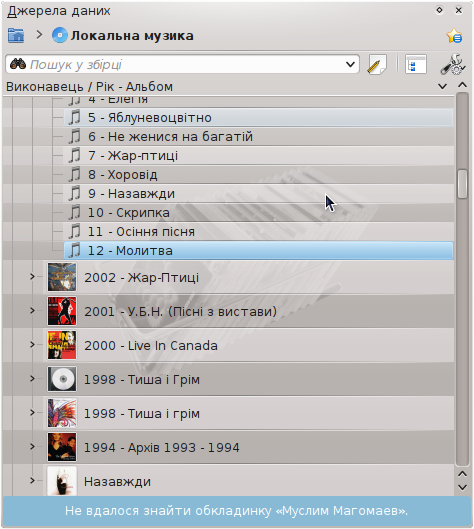 Джерела даних
Локальна музика
Пошук у збірці
Виконавець / Рік - Альбом
4 - Елегія
5 - Яблуневоцвітно
6 - Не женися на багатій
7 - Жар-птиці
8 - Хоровід
9 - Назавжди
10 - Скрипка
11 - Осіння пісня
12 - Молитва
2002 - Жар-Птиці
2001 - У.Б.Н. (Пісні з вистави)
2000 - Live In Canada
1998 - Тиша і Грім
1998 - Тиша і грім
1994 - Архів 1993 - 1994
Назавжди
Не вдалося знайти обкладинку «Муслим Магомаев».